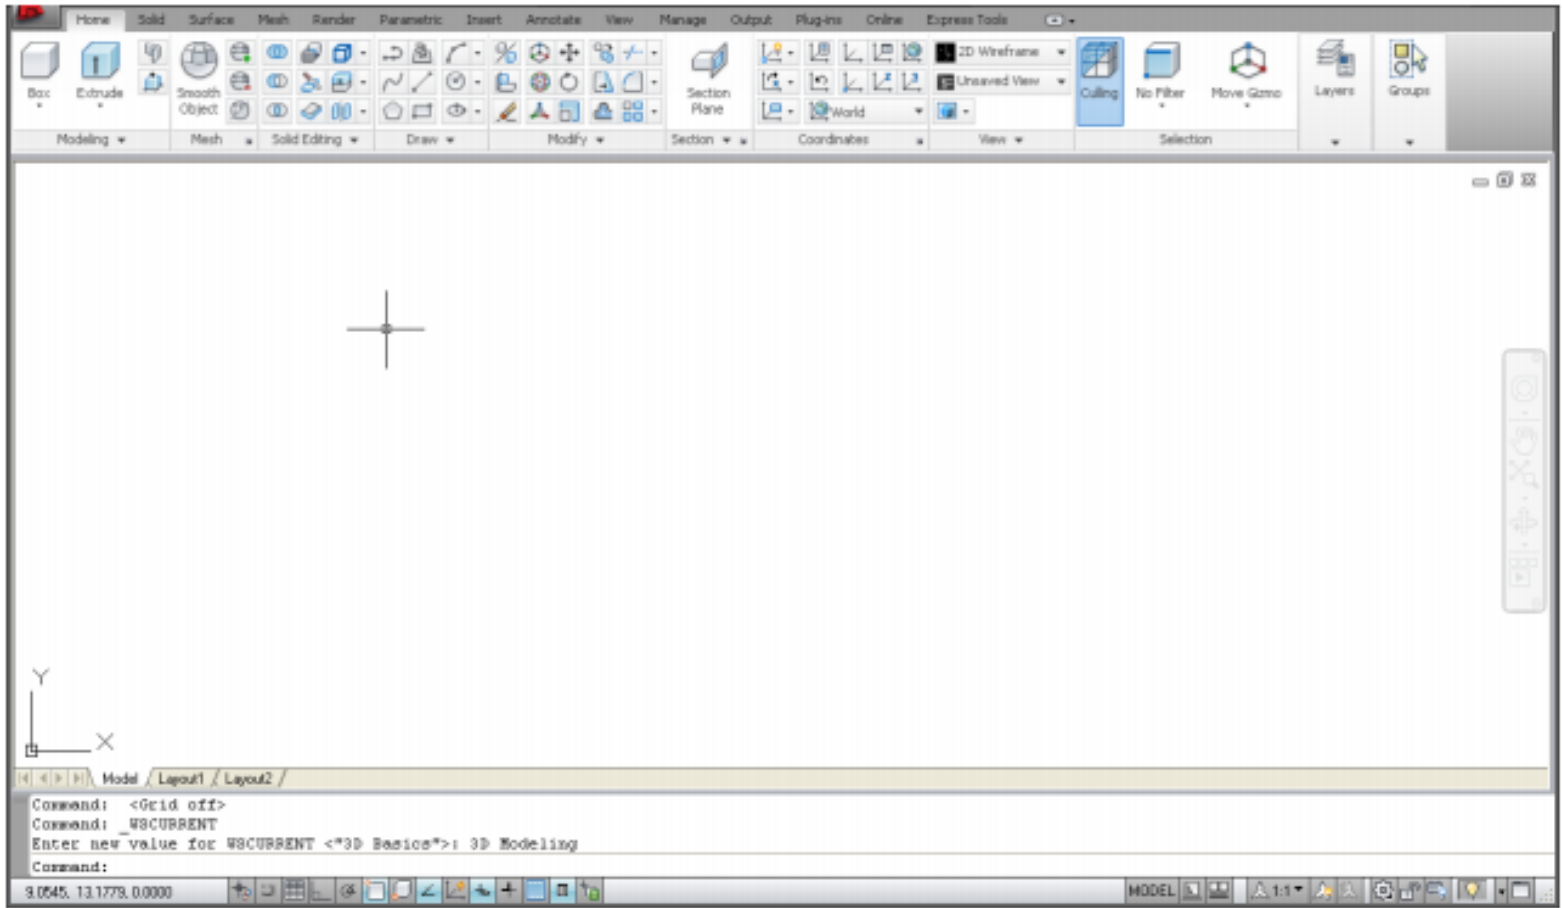 Home Solid Surface Mesh Render Parametric Insert Annotate View Manage Output Plug-ins Online Express Tools
2D Wireframe
Unsaved View
Box Extrude Smooth Object Section Plane World Culling No Filter Move Gizmo Layers Groups
Modeling Mesh Solid Editing Draw Modify Section Coordinates View Selection
Y
X
Model Layout1 Layout2
Command: <Grid off>
Command: _WSCURRENT
Enter new value for WSCURRENT <"3D Basics">: 3D Modeling
Command:
9.0545, 13.1779, 0.0000 MODEL 1:1